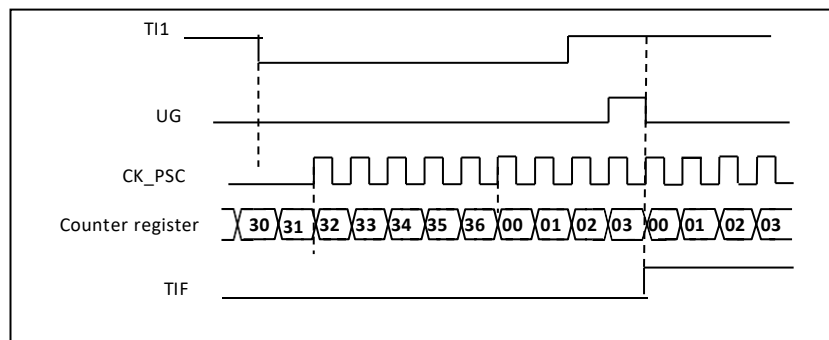 TI1
UG
CK_PSC
Counter register 30 31 32 33 34 35 36 00 01 02 03 00 01 02 03
TIF